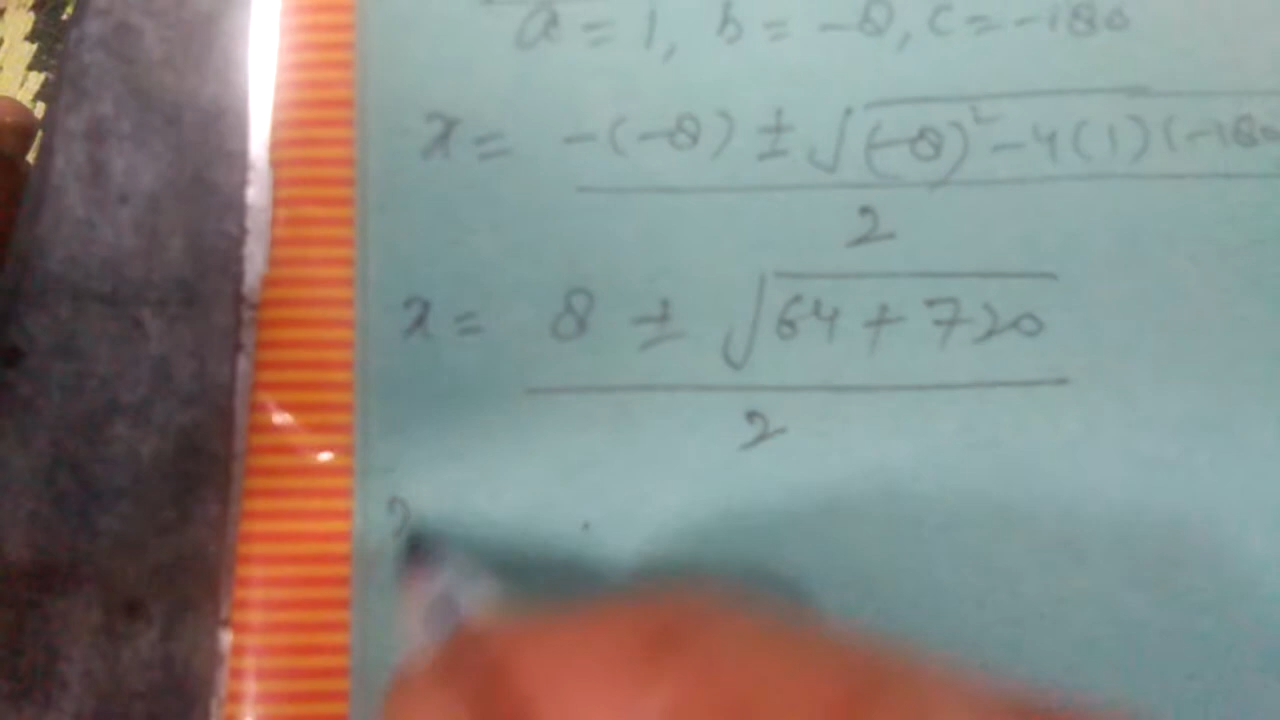 a = 1, b = -8, c = -180
x = -(-8) ± √(-8)² - 4(1)(-180
2
x = 8 ± √64 + 720
2